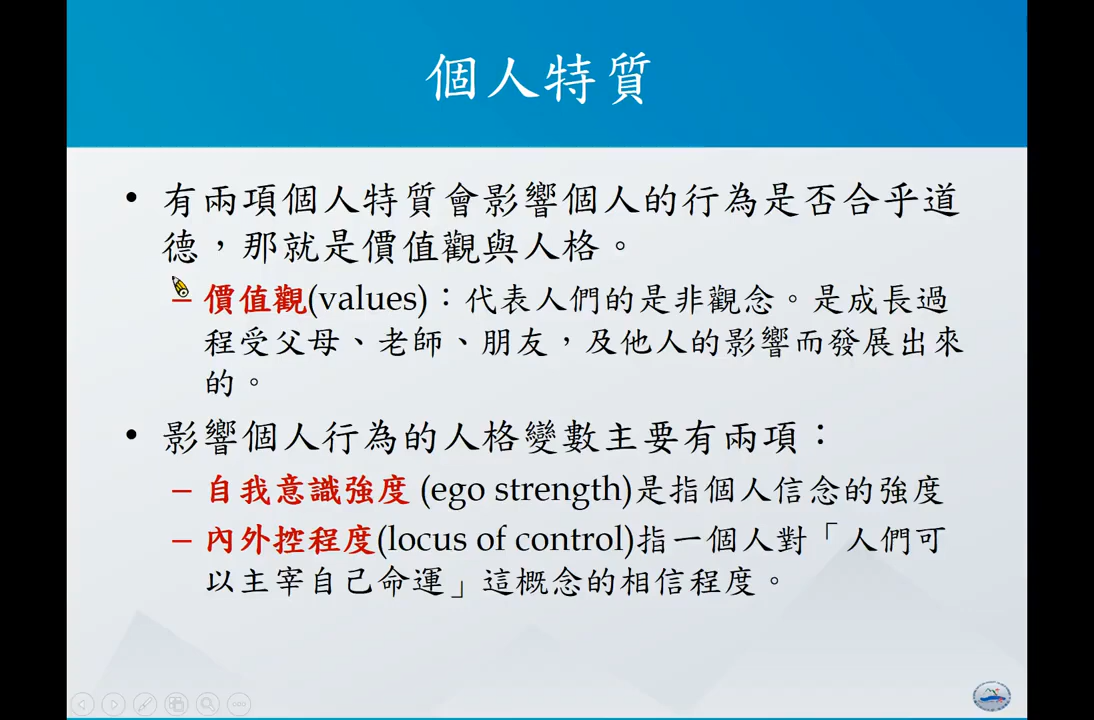 個人特質
• 有兩項個人特質會影響個人的行為是否合乎道
德，那就是價值觀與人格。
– 價值觀(values)：代表人們的是非觀念。是成長過
程受父母、老師、朋友，及他人的影響而發展出來
的。
• 影響個人行為的人格變數主要有兩項：
– 自我意識強度 (ego strength)是指個人信念的強度
– 內外控程度(locus of control)指一個人對「人們可
以主宰自己命運」這概念的相信程度。